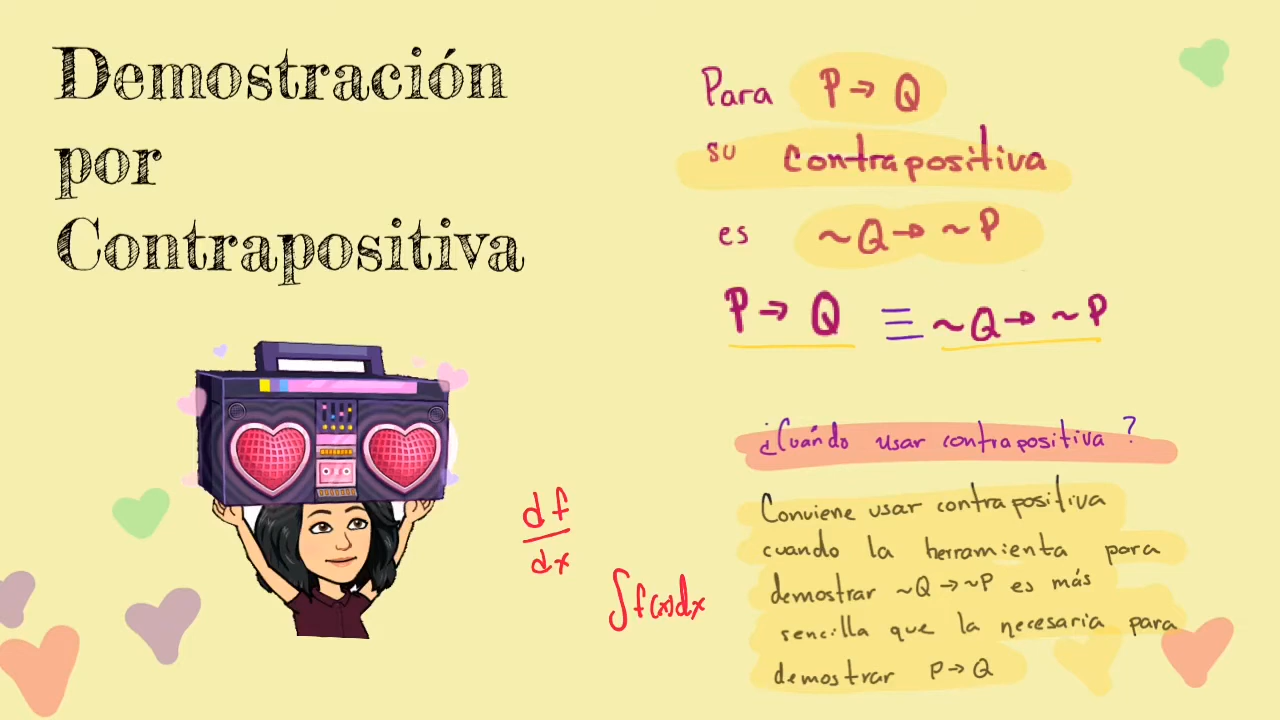 Demostración
por
Contrapositiva
Para P → Q
su contrapositiva
es ~Q → ~P
P → Q ≡ ~Q → ~P
¿Cuándo usar contrapositiva?
Conviene usar contrapositiva
cuando la herramienta para
demostrar ~Q → ~P es más
sencilla que la necesaria para
demostrar P → Q
df
dx
∫f(x)dx